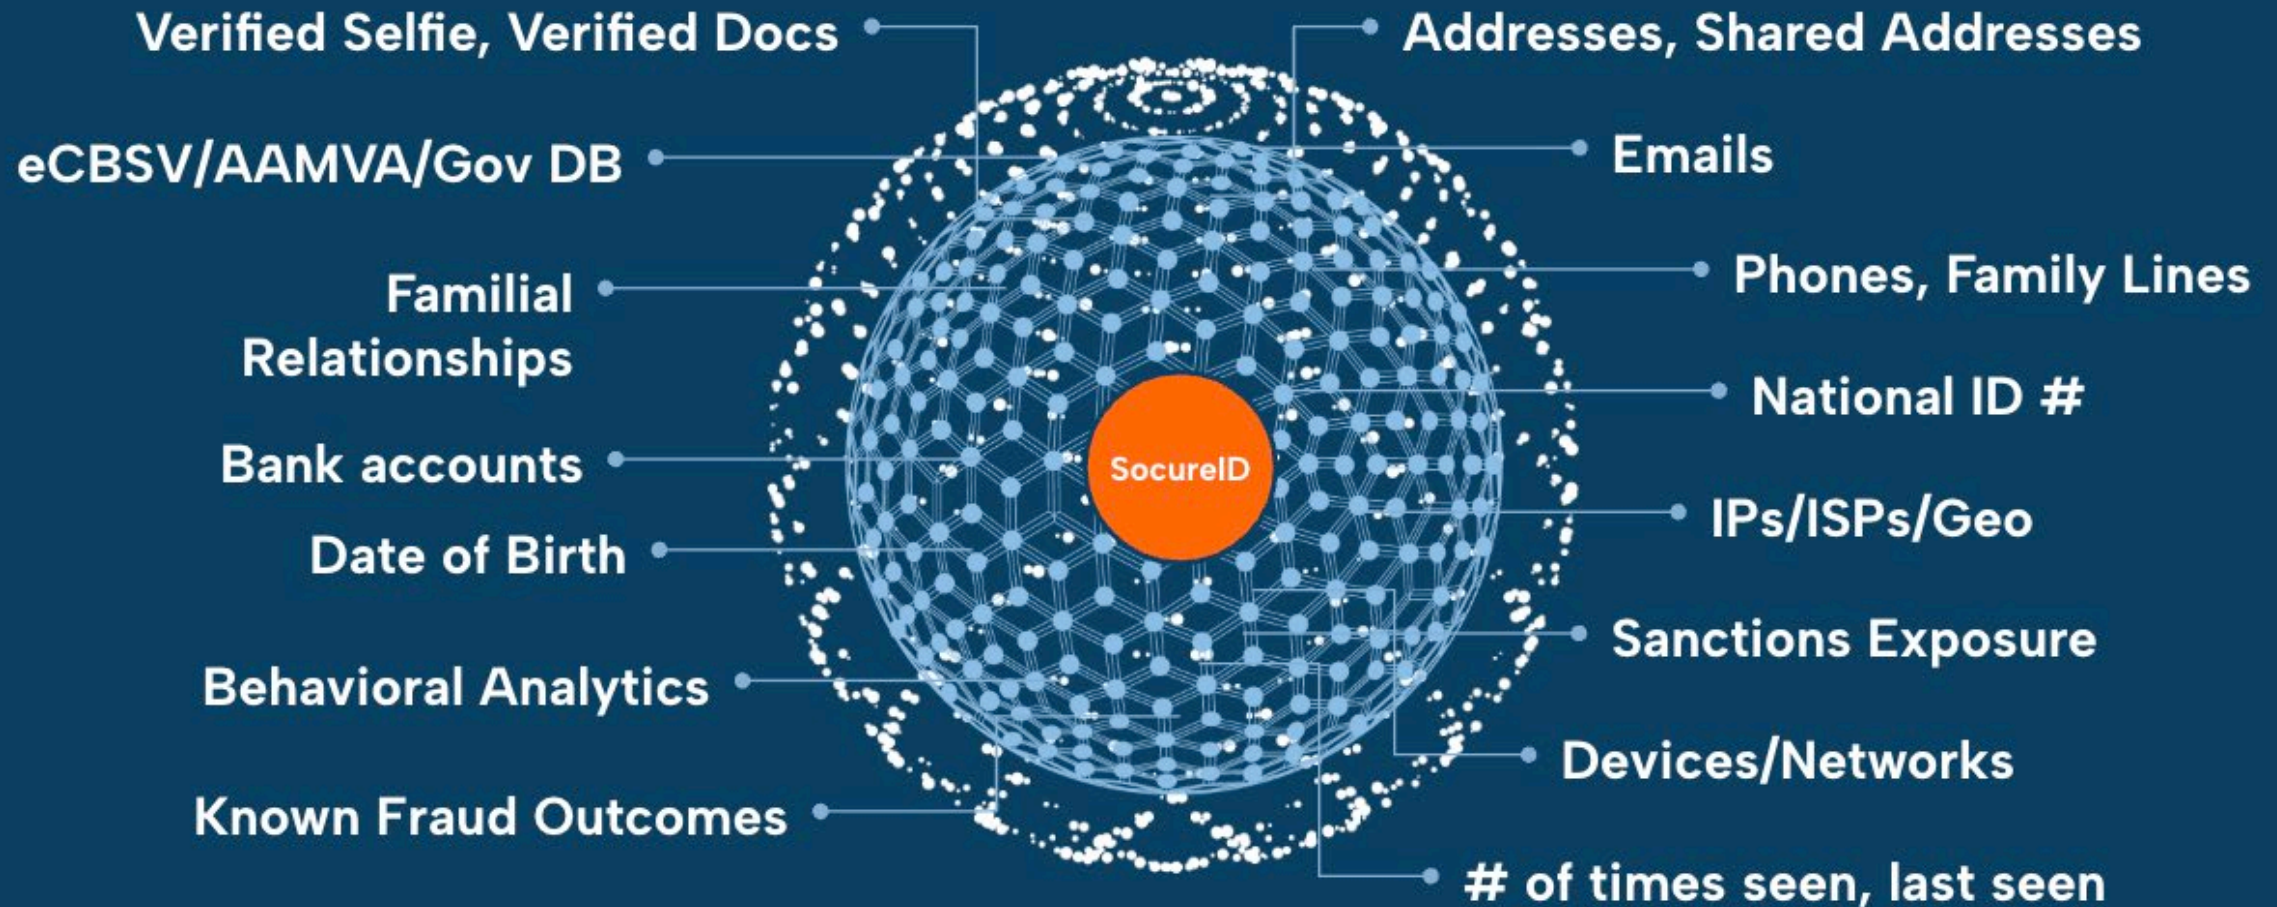 Verified Selfie, Verified Docs
eCBSV/AAMVA/Gov DB
Familial
Relationships
Bank accounts
Date of Birth
Behavioral Analytics
Known Fraud Outcomes
SocureID
Addresses, Shared Addresses
Emails
Phones, Family Lines
National ID #
IPs/ISPs/Geo
Sanctions Exposure
Devices/Networks
# of times seen, last seen